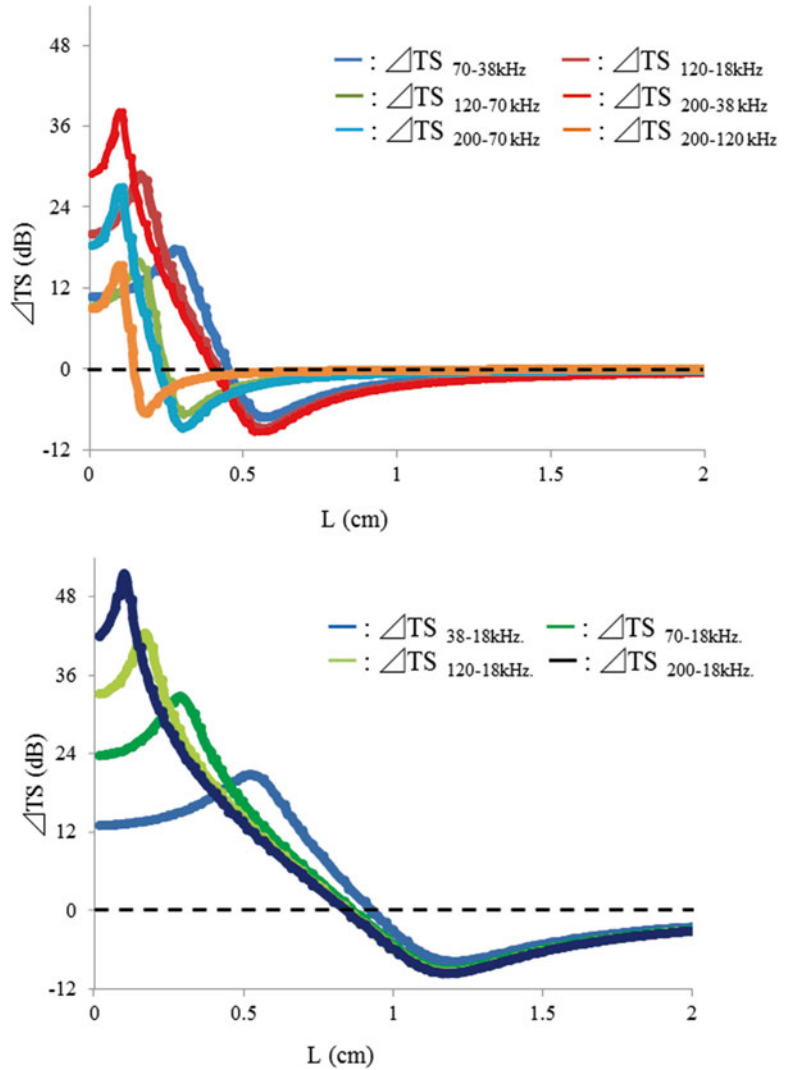 48
36
24
12
0
-12
⊿TS (dB)
: ⊿TS 70-38kHz
: ⊿TS 120-18kHz
: ⊿TS 120-70 kHz
: ⊿TS 200-38 kHz
: ⊿TS 200-70 kHz
: ⊿TS 200-120 kHz
0 0.5 1 1.5 2
L (cm)
48
36
24
12
0
-12
⊿TS (dB)
: ⊿TS 38-18kHz.
: ⊿TS 70-18kHz.
: ⊿TS 120-18kHz.
: ⊿TS 200-18kHz.
0 0.5 1 1.5 2
L (cm)